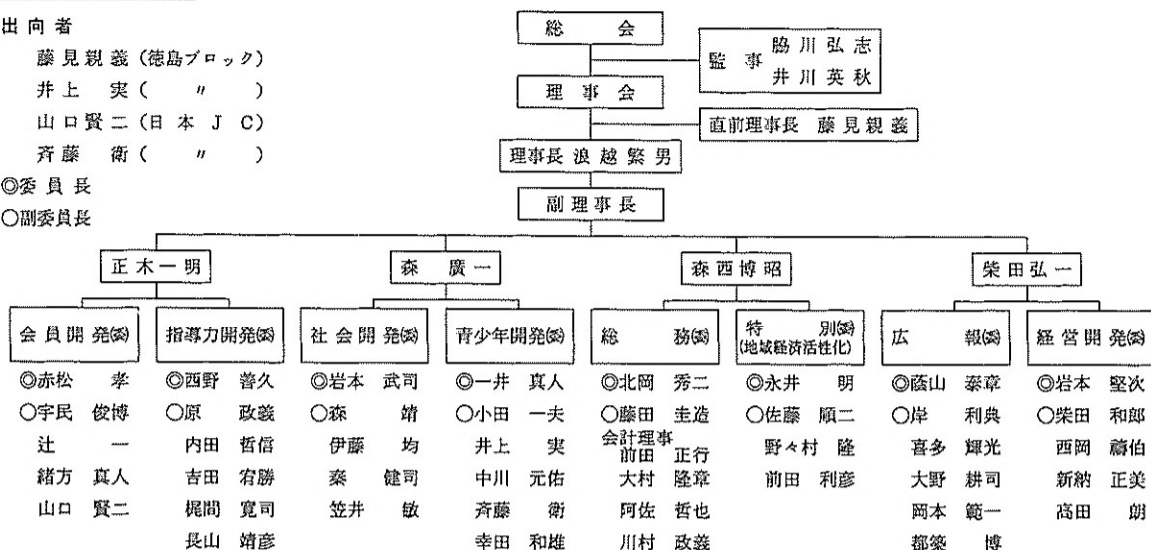 出向者
藤見親義(徳島ブロック)
井上 実( 〃 )
山口賢二(日本JC)
斉藤 衛( 〃 )
◎委員長
○副委員長
総会
監事 脇川弘志
井川英秋
理事会
直前理事長 藤見親義
理事長 浪越繁男
副理事長
正木一明
森廣一
森西博昭
柴田弘一
会員開発(委)
◎赤松 孝
○宇民 俊博
辻 一
緒方 真人
山口 賢二
指導力開発(委)
◎西野 善久
○原 政義
内田 哲信
吉田 宥勝
梶間 寛司
長山 靖彦
社会開発(委)
◎岩本 武司
○森 靖
伊藤 均
秦 健司
笠井 敏
青少年開発(委)
◎一井 真人
○小田 一夫
井上 実
中川 元佑
斉藤 衛
幸田 和雄
総務(委)
◎北岡 秀二
○藤田 圭造
会計理事
前田 正行
大村 隆章
阿佐 哲也
川村 政義
特別(委)
(地域経済活性化)
◎永井 明
○佐藤 順二
野々村 隆
前田 利彦
広報(委)
◎蔭山 泰章
○岸 利典
喜多 輝光
大野 耕司
岡本 範一
都築 博
経営開発(委)
◎岩本 堅次
○柴田 和郎
西岡 禱伯
新納 正美
高田 朗